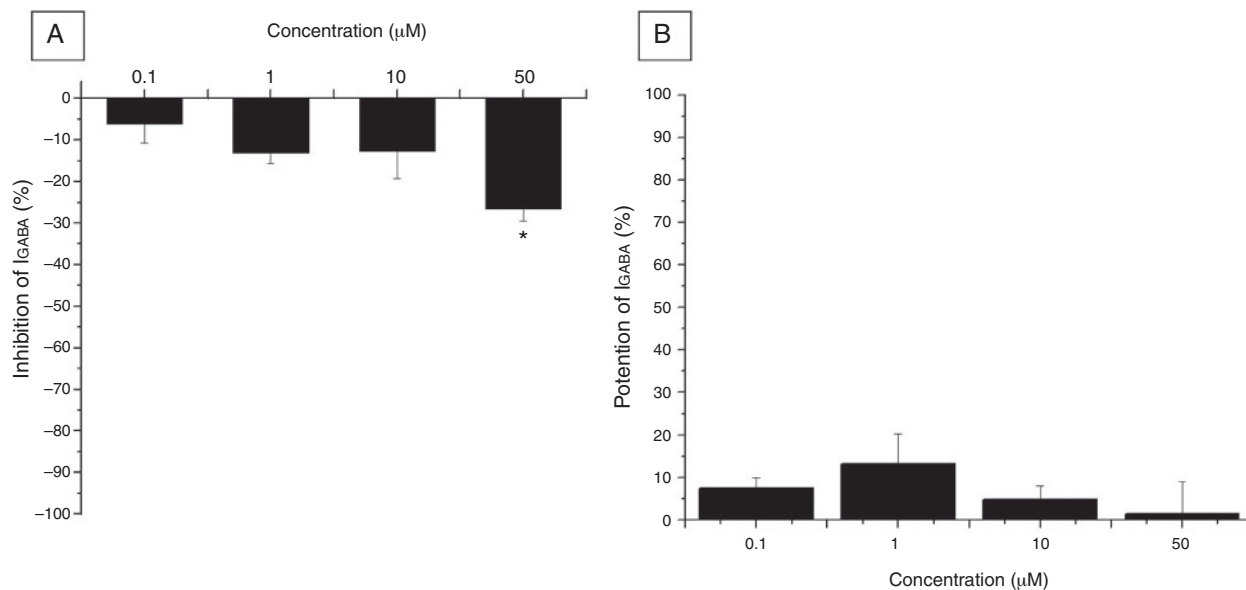 A
Concentration (μM)
0.1 1 10 50
0
–10
–20
–30
–40
–50
–60
–70
–80
–90
–100
Inhibition of IGABA (%)
*
B
100
90
80
70
60
50
40
30
20
10
0
Potention of IGABA (%)
0.1 1 10 50
Concentration (μM)